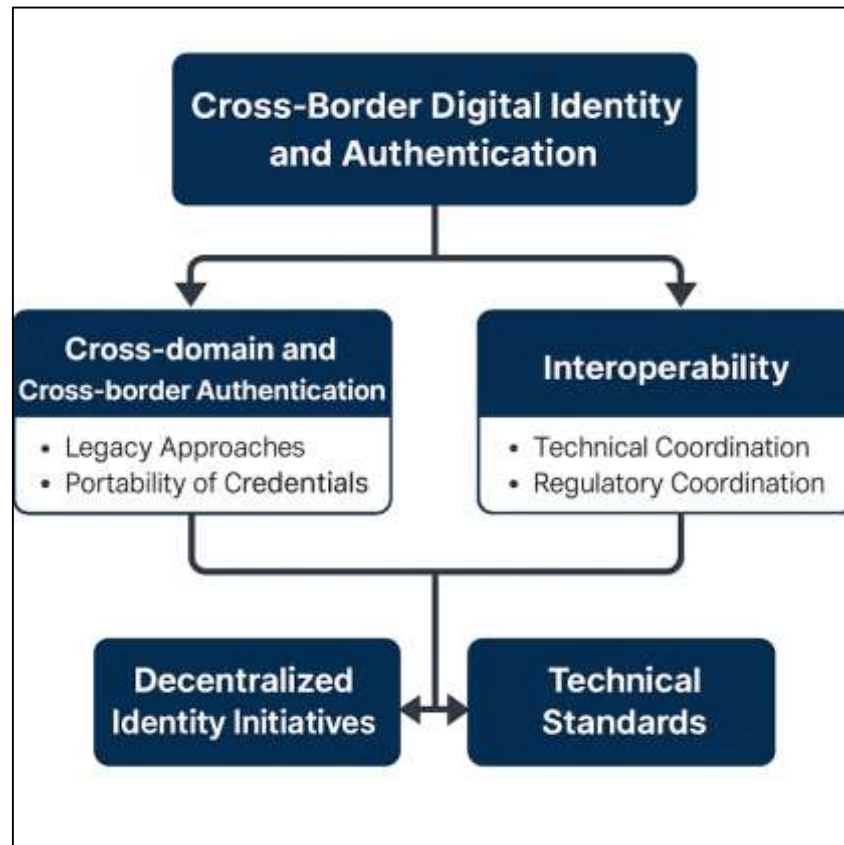 Cross-Border Digital Identity
and Authentication
Cross-domain and
Cross-border Authentication
• Legacy Approaches
• Portability of Credentials
Interoperability
• Technical Coordination
• Regulatory Coordination
Decentralized
Identity Initiatives
Technical
Standards